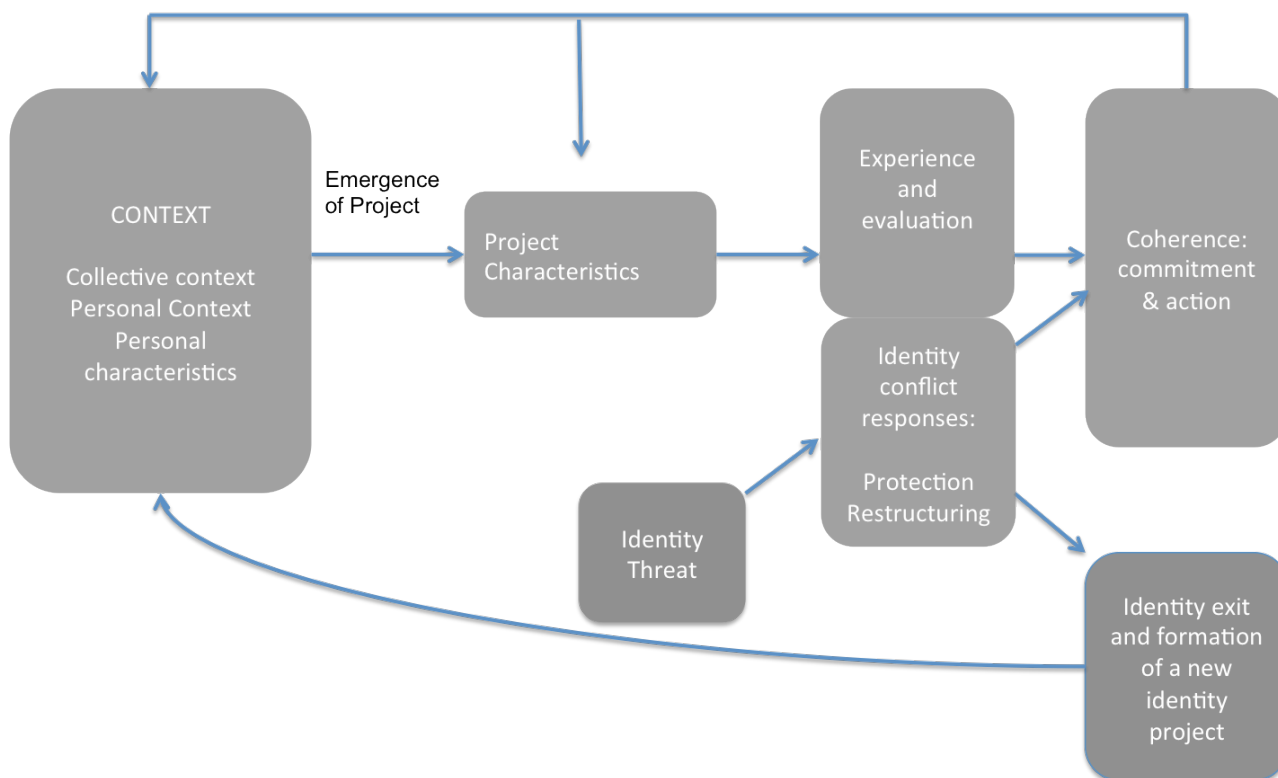 CONTEXT
Collective context
Personal Context
Personal
characteristics
Emergence
of Project
Project
Characteristics
Experience
and
evaluation
Coherence:
commitment
& action
Identity
conflict
responses:
Protection
Restructuring
Identity
Threat
Identity exit
and formation
of a new
identity
project